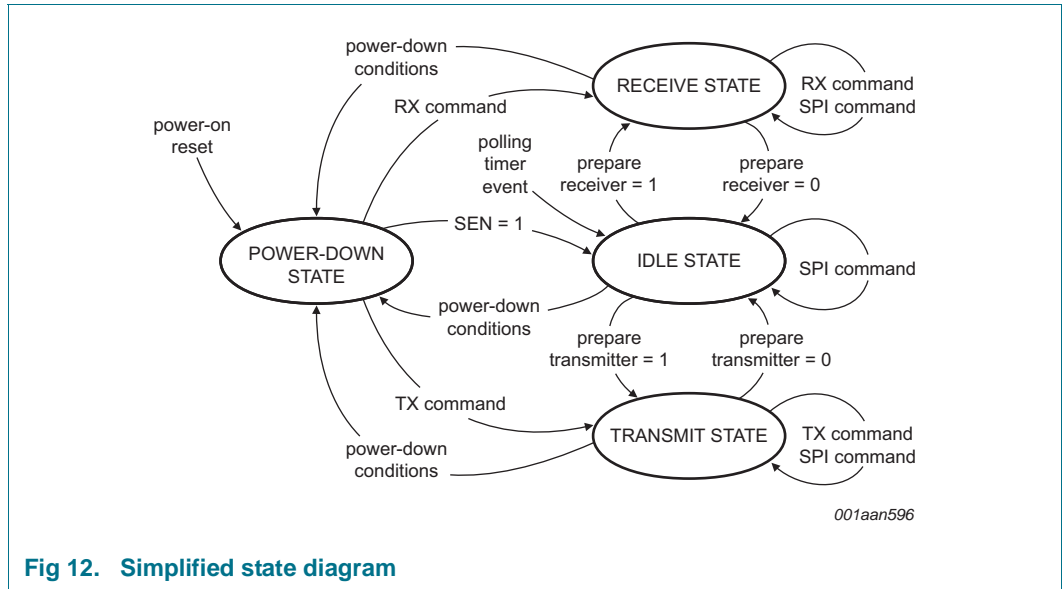 power-down
conditions
RECEIVE STATE
RX command
SPI command
RX command
power-on
reset
polling
timer
event
prepare
receiver = 1
prepare
receiver = 0
SEN = 1
POWER-DOWN
STATE
IDLE STATE
SPI command
power-down
conditions
prepare
transmitter = 1
prepare
transmitter = 0
TX command
TRANSMIT STATE
TX command
SPI command
power-down
conditions
001aan596
Fig 12. Simplified state diagram